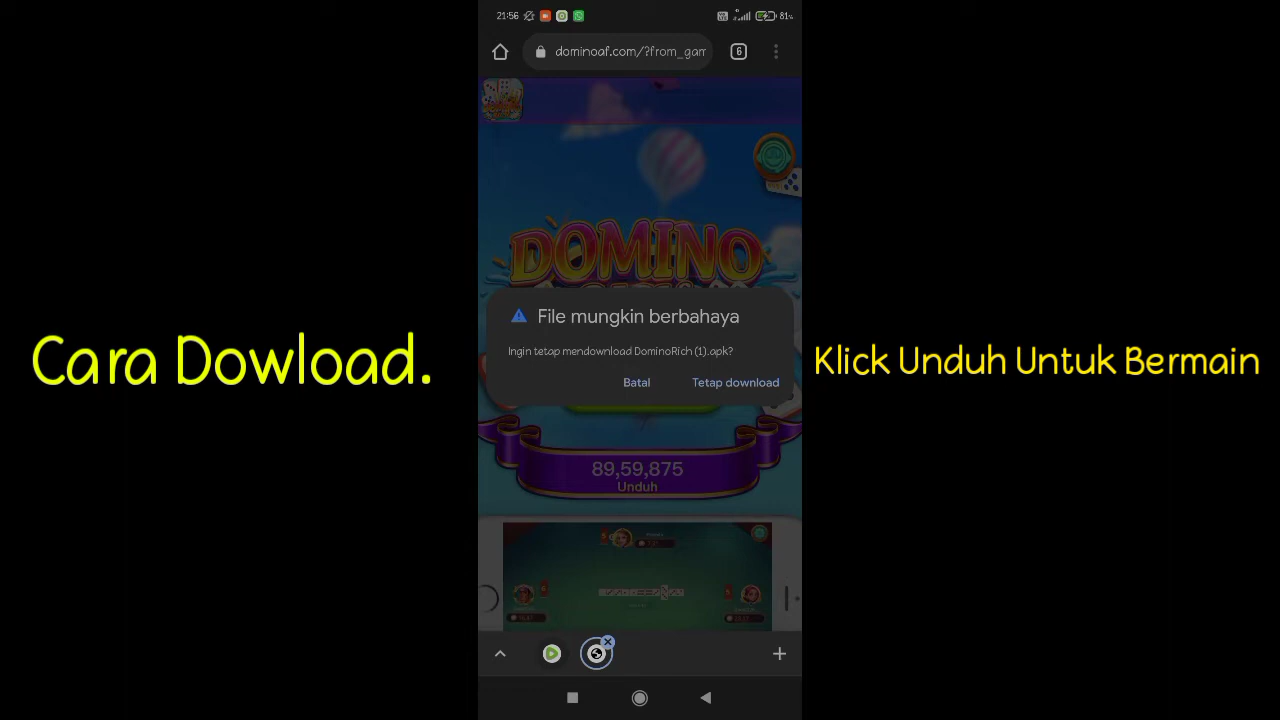 21:56
81%
dominoaf.com/?from_gam
6
DOMINO
File mungkin berbahaya
Ingin tetap mendownload DominoRich (1).apk?
Batal
Tetap download
Cara Dowload.
Klick Unduh Untuk Bermain
89,59,875
Unduh